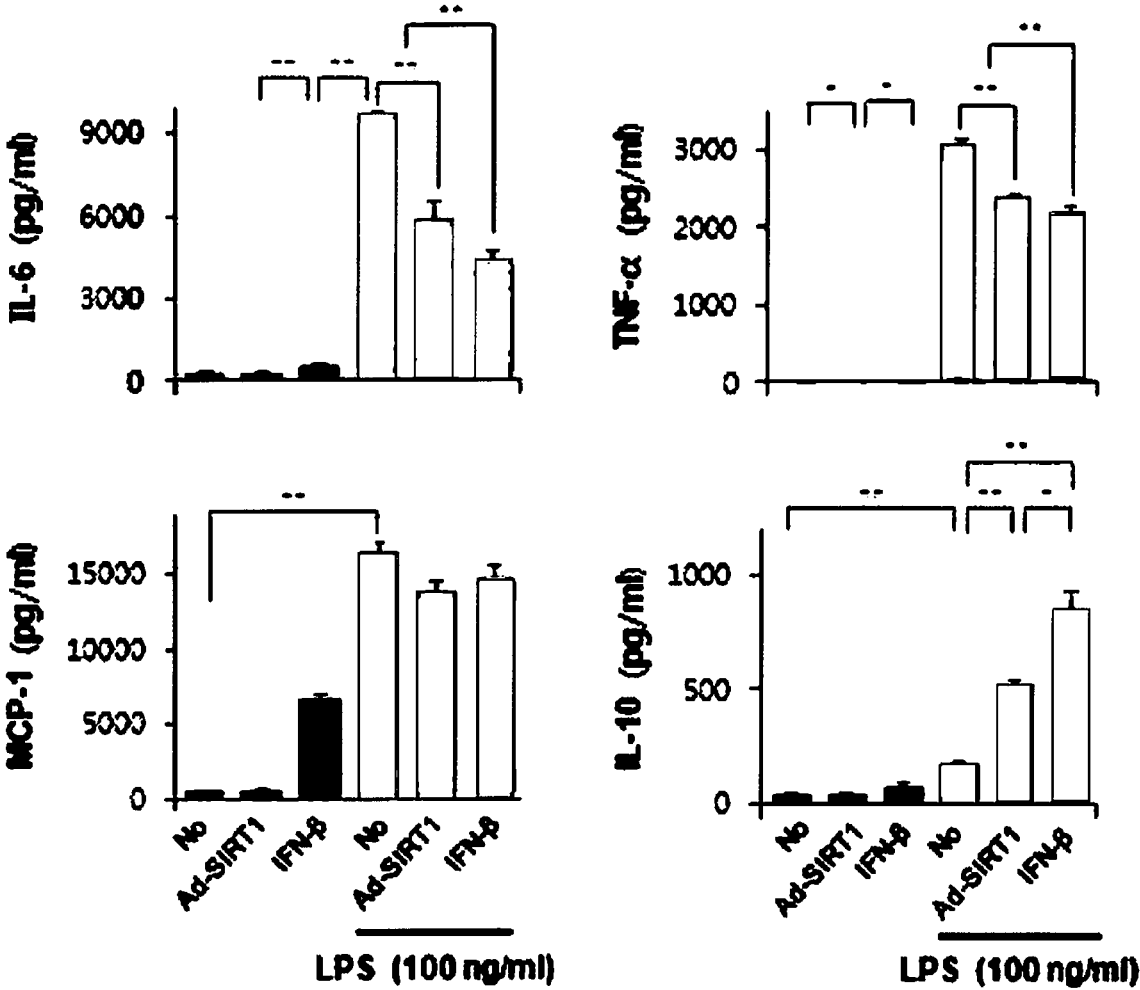 IL-6 (pg/ml)
9000
6000
3000
0
**
**
**
**
TNF-α (pg/ml)
3000
2000
1000
0
*
*
**
**
MCP-1 (pg/ml)
15000
10000
5000
0
**
No
Ad-SIRT1
IFN-β
No
Ad-SIRT1
IFN-β
LPS (100 ng/ml)
IL-10 (pg/ml)
1000
500
0
**
**
*
**
No
Ad-SIRT1
IFN-β
No
Ad-SIRT1
IFN-β
LPS (100 ng/ml)